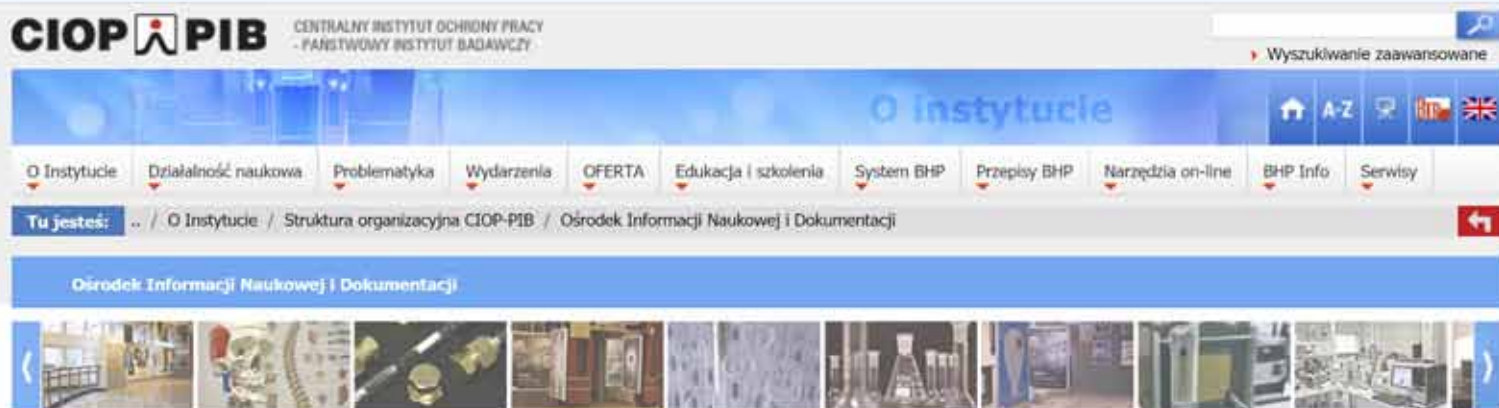 CIOP PIB
CENTRALNY INSTYTUT OCHRONY PRACY
- PAŃSTWOWY INSTYTUT BADAWCZY
Wyszukiwanie zaawansowane
O instytucie
A-Z
O Instytucie Działalność naukowa Problematyka Wydarzenia OFERTA Edukacja i szkolenia System BHP Przepisy BHP Narzędzia on-line BHP Info Serwisy
Tu jesteś: .. / O Instytucie / Struktura organizacyjna CIOP-PIB / Ośrodek Informacji Naukowej i Dokumentacji
Ośrodek Informacji Naukowej i Dokumentacji